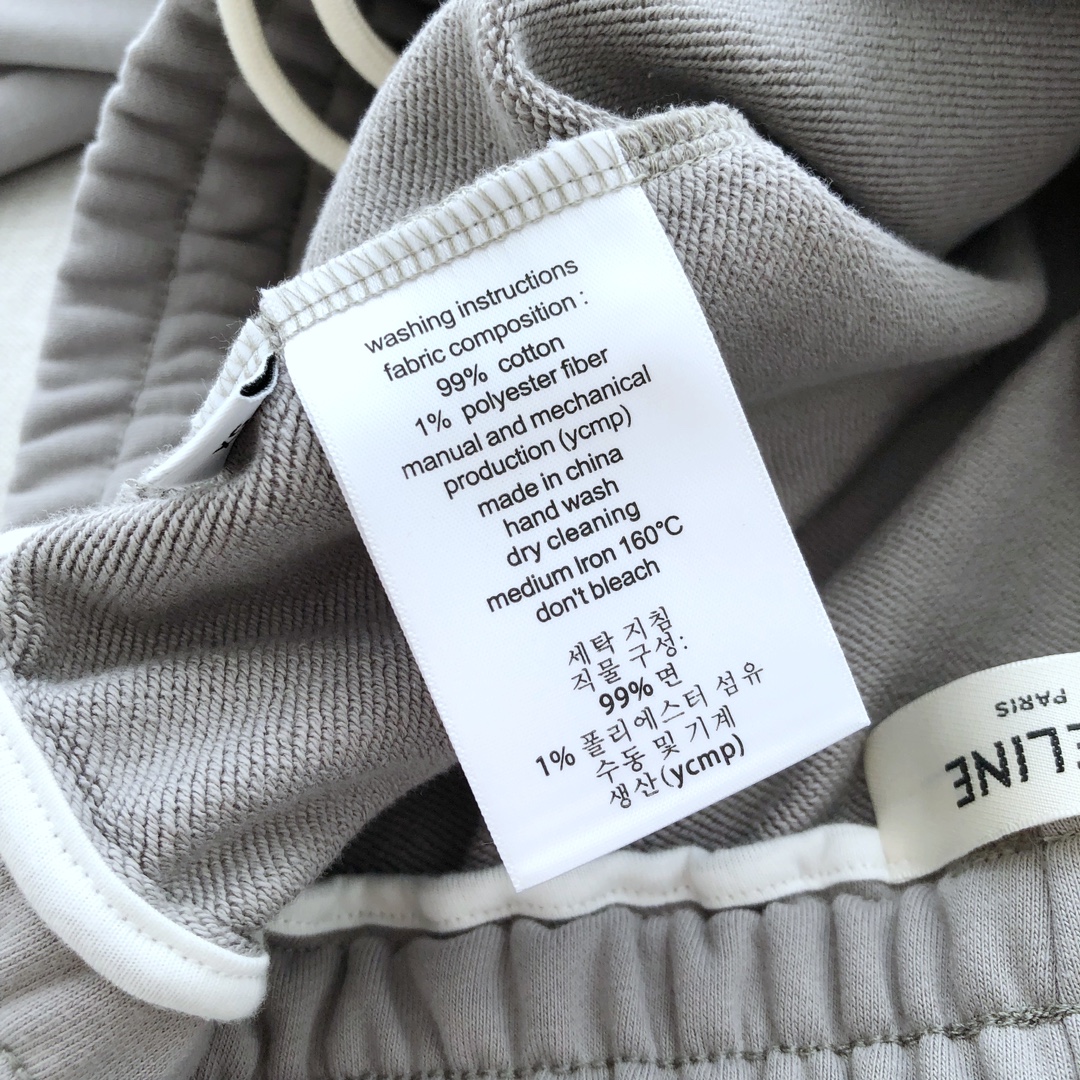 washing instructions
fabric composition :
99% cotton
1% polyester fiber
manual and mechanical
production (ycmp)
made in china
hand wash
dry cleaning
medium Iron 160°C
don't bleach
세탁 지침
직물 구성:
99% 면
1% 폴리에스터 섬유
수동 및 기계
생산(ycmp)
ELINE
PARIS